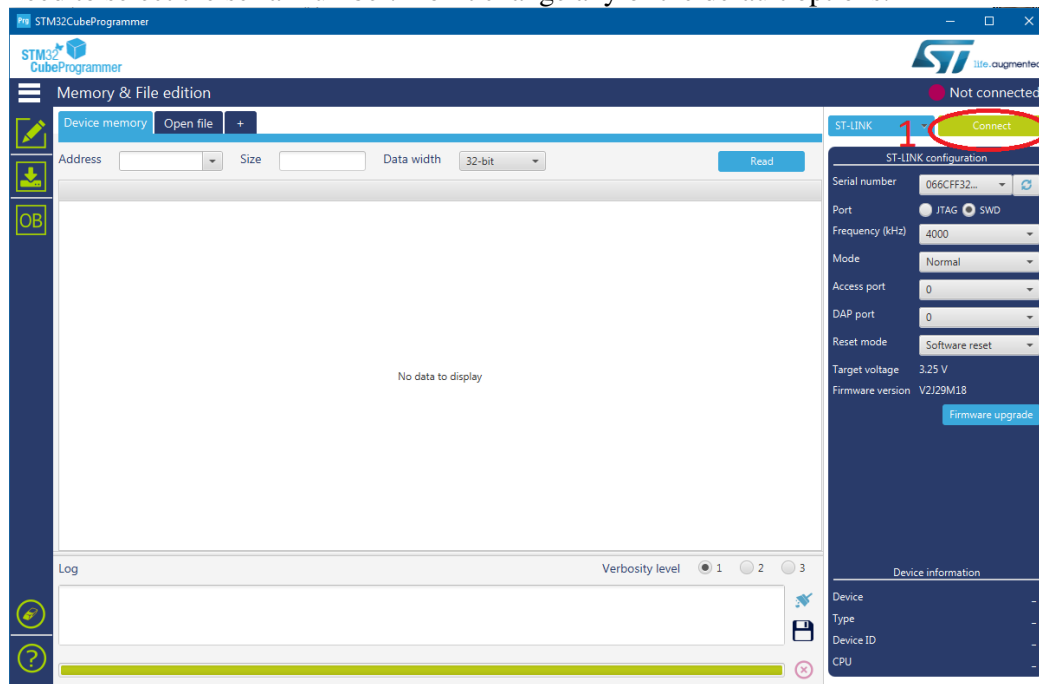 STM32CubeProgrammer
STM32
CubeProgrammer
life.augmented
Memory & File edition
Not connected
Device memory Open file +
ST-LINK 1 Connect
Address Size Data width 32-bit Read
ST-LINK configuration
Serial number 066CFF32...
Port JTAG SWD
OB
Frequency (kHz) 4000
Mode Normal
Access port 0
DAP port 0
Reset mode Software reset
No data to display
Target voltage 3.25 V
Firmware version V2J29M18
Firmware upgrade
Log Verbosity level 1 2 3
Device information
Device -
Type -
Device ID -
CPU -